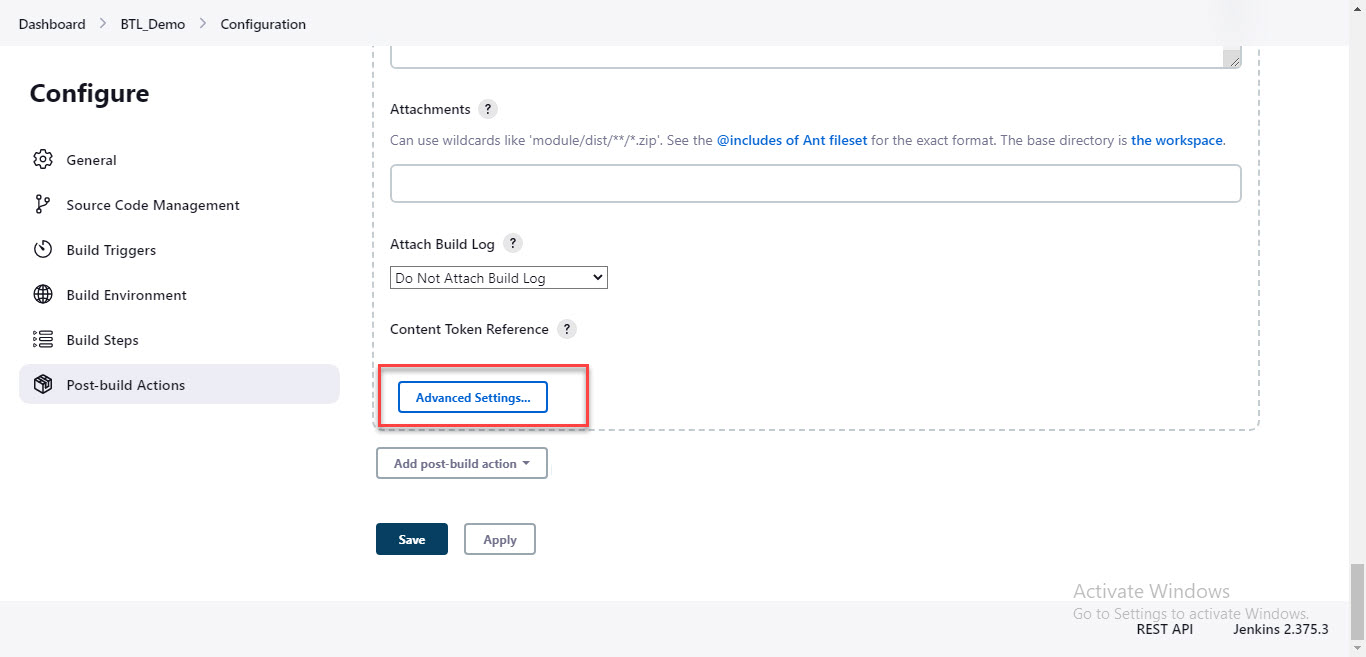 Dashboard > BTL_Demo > Configuration
Configure
General
Source Code Management
Build Triggers
Build Environment
Build Steps
Post-build Actions
Attachments ?
Can use wildcards like 'module/dist/**/*.zip'. See the @includes of Ant fileset for the exact format. The base directory is the workspace.
Attach Build Log ?
Do Not Attach Build Log
Content Token Reference ?
Advanced Settings...
Add post-build action
Save Apply
Activate Windows
Go to Settings to activate Windows.
REST API Jenkins 2.375.3